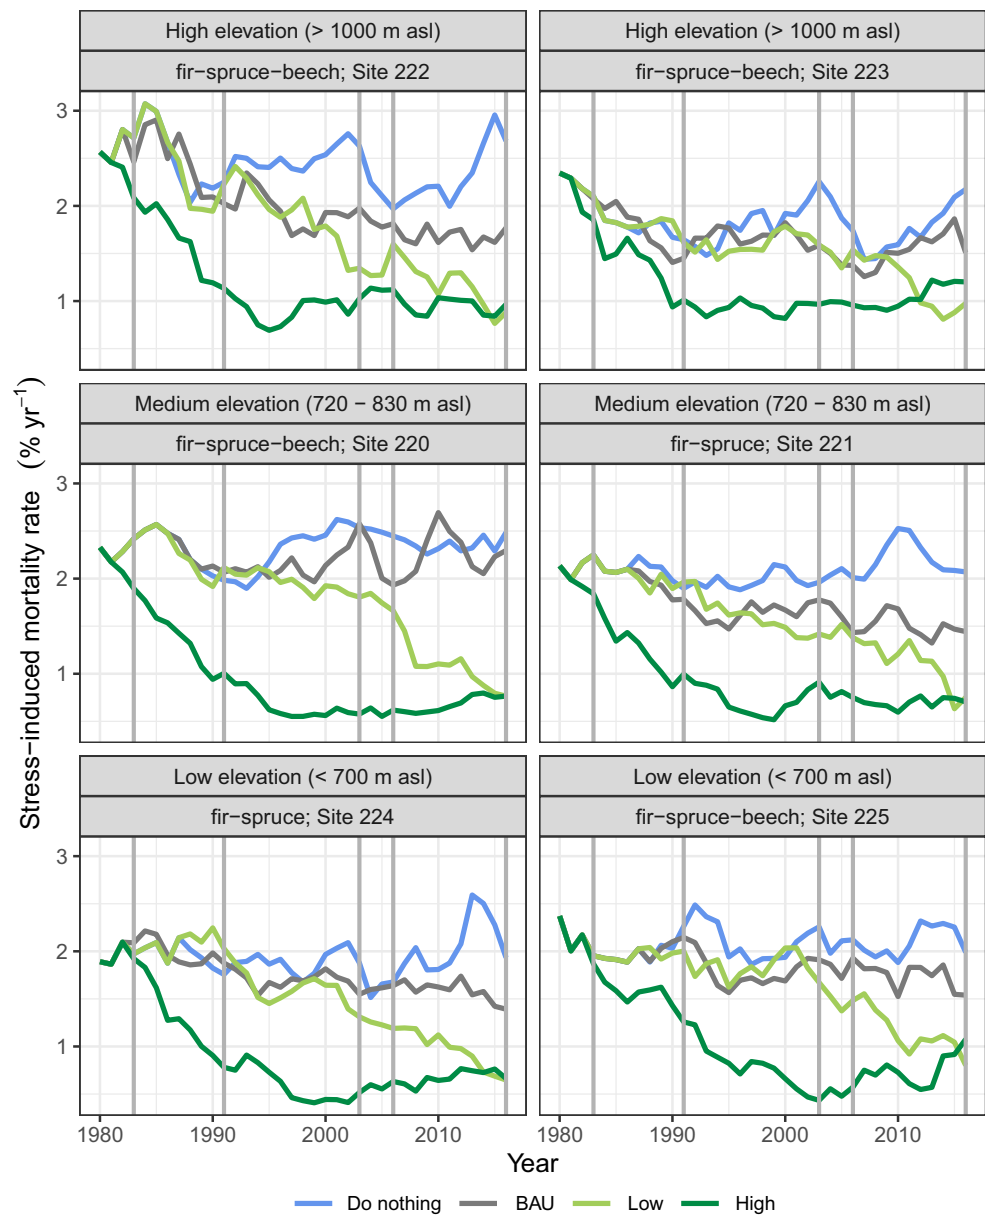 High elevation (> 1000 m asl)
fir−spruce−beech; Site 222
High elevation (> 1000 m asl)
fir−spruce−beech; Site 223
3
2
1
Medium elevation (720 − 830 m asl)
fir−spruce−beech; Site 220
Medium elevation (720 − 830 m asl)
fir−spruce; Site 221
3
2
1
Low elevation (< 700 m asl)
fir−spruce; Site 224
Low elevation (< 700 m asl)
fir−spruce−beech; Site 225
3
2
1
Stress−induced mortality rate (% yr⁻¹)
1980 1990 2000 2010
1980 1990 2000 2010
Year
Do nothing BAU Low High